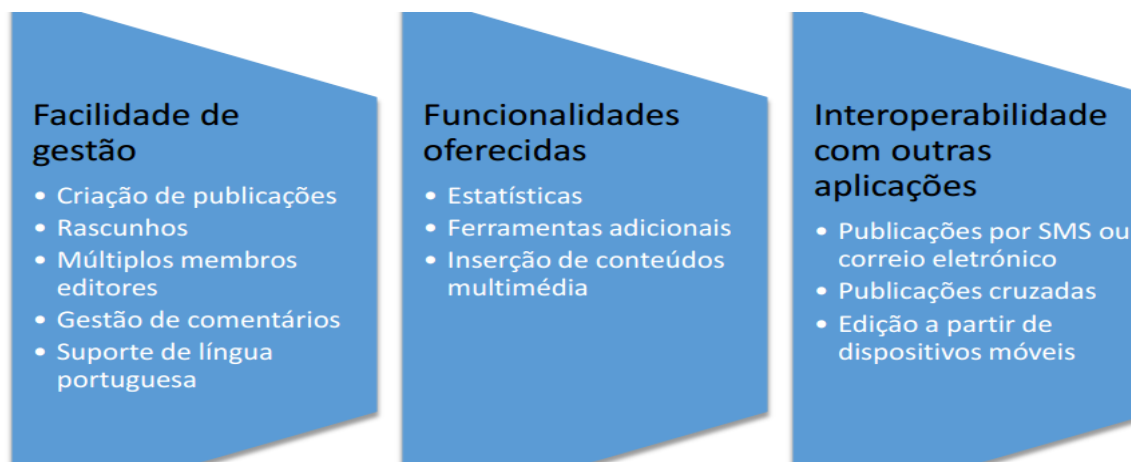 Facilidade de
gestão
• Criação de publicações
• Rascunhos
• Múltiplos membros
editores
• Gestão de comentários
• Suporte de língua
portuguesa
Funcionalidades
oferecidas
• Estatísticas
• Ferramentas adicionais
• Inserção de conteúdos
multimédia
Interoperabilidade
com outras
aplicações
• Publicações por SMS ou
correio eletrónico
• Publicações cruzadas
• Edição a partir de
dispositivos móveis